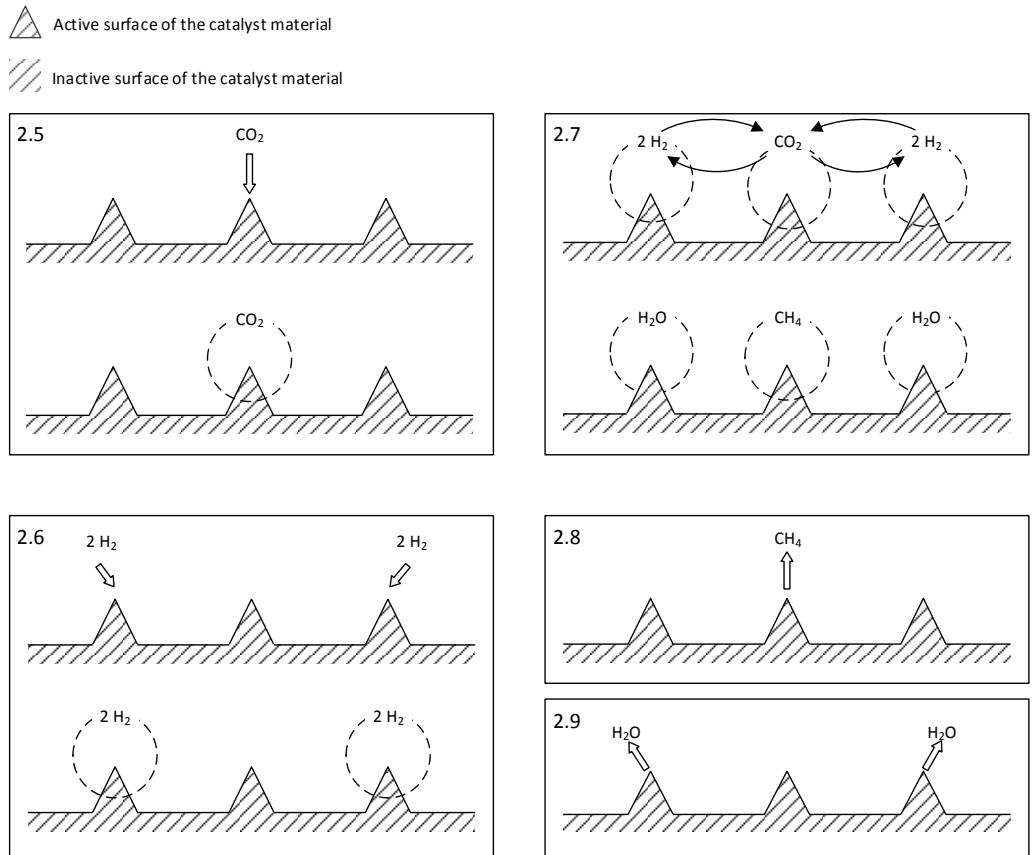 Active surface of the catalyst material
Inactive surface of the catalyst material
2.5
CO₂
CO₂
2.7
2 H₂ CO₂ 2 H₂
H₂O CH₄ H₂O
2.6
2 H₂ 2 H₂
2 H₂ 2 H₂
2.8
CH₄
2.9
H₂O H₂O